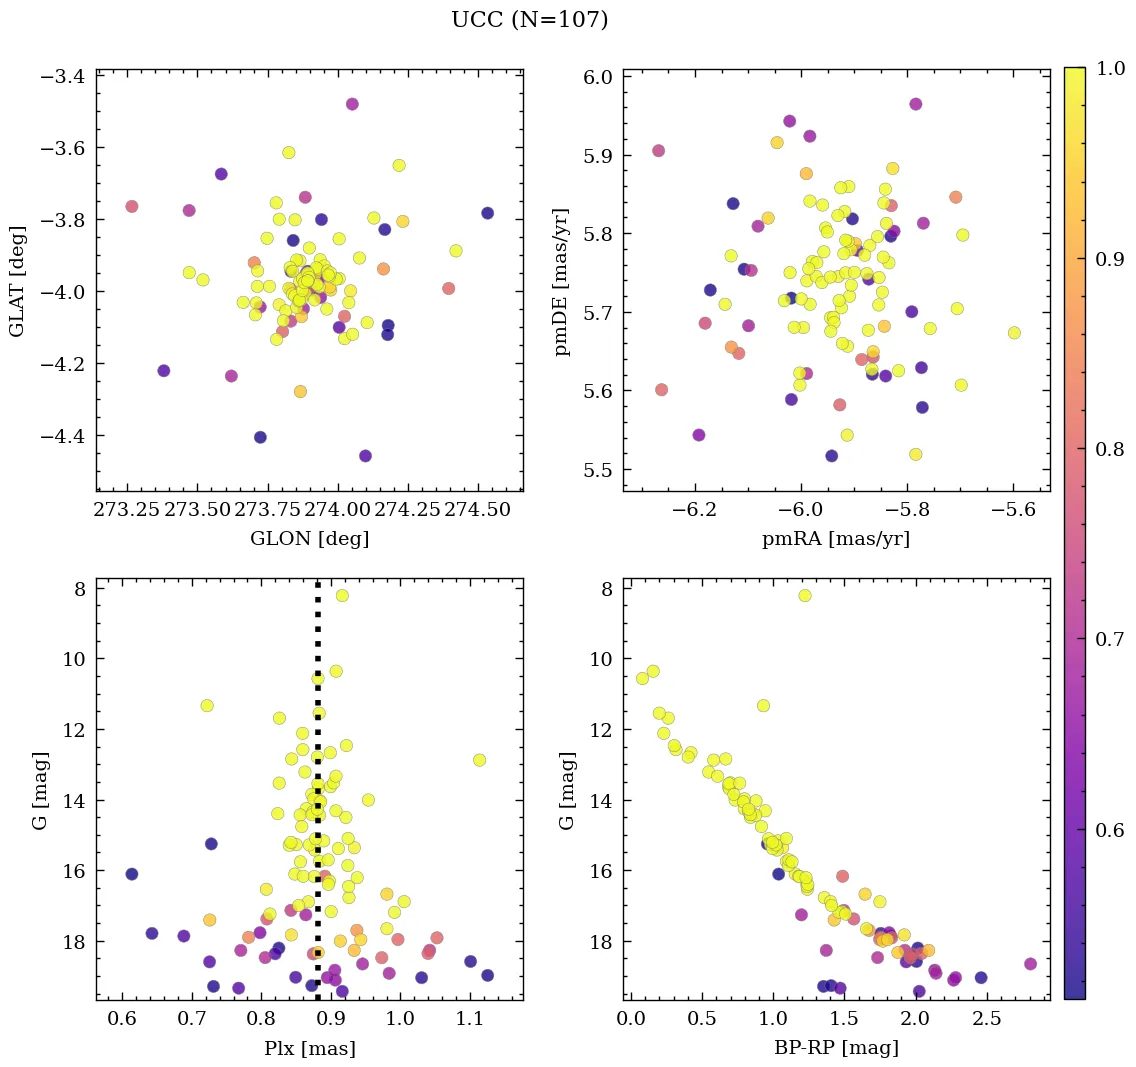 UCC (N=107)
−3.4
−3.6
−3.8
−4.0
−4.2
−4.4
GLAT [deg]
273.25 273.50 273.75 274.00 274.25 274.50
GLON [deg]
6.0
5.9
5.8
5.7
5.6
5.5
pmDE [mas/yr]
−6.2 −6.0 −5.8 −5.6
pmRA [mas/yr]
8
10
12
14
16
18
G [mag]
0.6 0.7 0.8 0.9 1.0 1.1
Plx [mas]
8
10
12
14
16
18
G [mag]
0.0 0.5 1.0 1.5 2.0 2.5
BP-RP [mag]
1.0
0.9
0.8
0.7
0.6